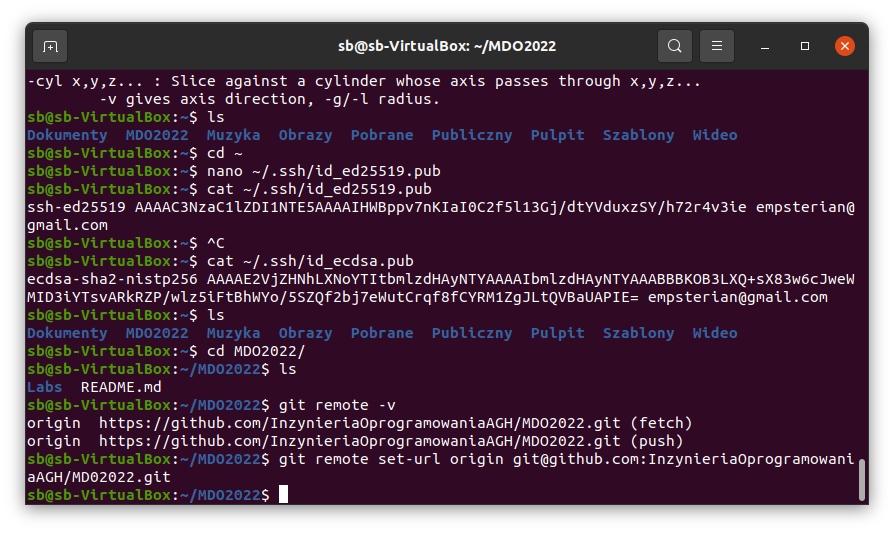 sb@sb-VirtualBox: ~/MDO2022
-cyl x,y,z... : Slice against a cylinder whose axis passes through x,y,z...
        -v gives axis direction, -g/-l radius.
sb@sb-VirtualBox:~$ ls
Dokumenty  MDO2022  Muzyka  Obrazy  Pobrane  Publiczny  Pulpit  Szablony  Wideo
sb@sb-VirtualBox:~$ cd ~
sb@sb-VirtualBox:~$ nano ~/.ssh/id_ed25519.pub
sb@sb-VirtualBox:~$ cat ~/.ssh/id_ed25519.pub
ssh-ed25519 AAAAC3NzaC1lZDI1NTE5AAAAIHWBppv7nKIaI0C2f5l13Gj/dtYVduxzSY/h72r4v3ie empsterian@
gmail.com
sb@sb-VirtualBox:~$ ^C
sb@sb-VirtualBox:~$ cat ~/.ssh/id_ecdsa.pub
ecdsa-sha2-nistp256 AAAAE2VjZHNhLXNoYTItbmlzdHAyNTYAAAAIbmlzdHAyNTYAAABBBKOB3LXQ+sX83w6cJweW
MID3iYTsvARkRZP/wlz5iFtBhWYo/5SZQf2bj7eWutCrqf8fCYRM1ZgJLtQVBaUAPIE= empsterian@gmail.com
sb@sb-VirtualBox:~$ ls
Dokumenty  MDO2022  Muzyka  Obrazy  Pobrane  Publiczny  Pulpit  Szablony  Wideo
sb@sb-VirtualBox:~$ cd MDO2022/
sb@sb-VirtualBox:~/MDO2022$ ls
Labs  README.md
sb@sb-VirtualBox:~/MDO2022$ git remote -v
origin  https://github.com/InzynieriaOprogramowaniaAGH/MDO2022.git (fetch)
origin  https://github.com/InzynieriaOprogramowaniaAGH/MDO2022.git (push)
sb@sb-VirtualBox:~/MDO2022$ git remote set-url origin git@github.com:InzynieriaOprogramowani
aAGH/MD02022.git
sb@sb-VirtualBox:~/MDO2022$